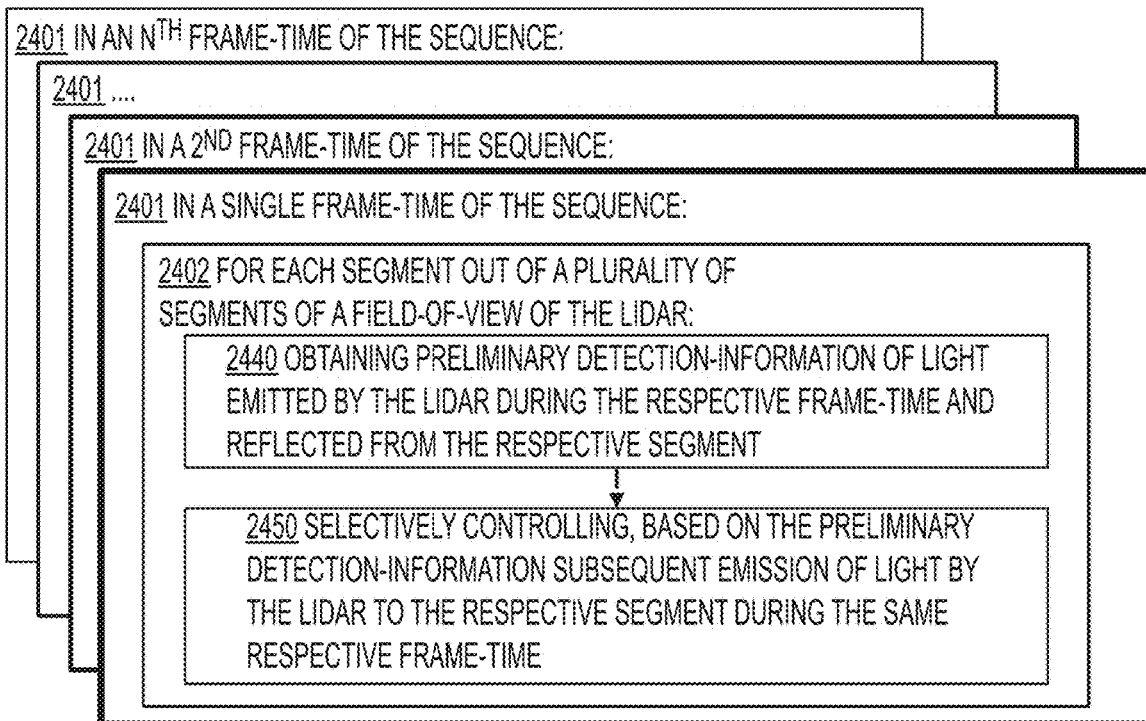 2401 IN AN NTH FRAME-TIME OF THE SEQUENCE:
2401 ....
2401 IN A 2ND FRAME-TIME OF THE SEQUENCE:
2401 IN A SINGLE FRAME-TIME OF THE SEQUENCE:
2402 FOR EACH SEGMENT OUT OF A PLURALITY OF
SEGMENTS OF A FIELD-OF-VIEW OF THE LIDAR:
2440 OBTAINING PRELIMINARY DETECTION-INFORMATION OF LIGHT
EMITTED BY THE LIDAR DURING THE RESPECTIVE FRAME-TIME AND
REFLECTED FROM THE RESPECTIVE SEGMENT
2450 SELECTIVELY CONTROLLING, BASED ON THE PRELIMINARY
DETECTION-INFORMATION SUBSEQUENT EMISSION OF LIGHT BY
THE LIDAR TO THE RESPECTIVE SEGMENT DURING THE SAME
RESPECTIVE FRAME-TIME